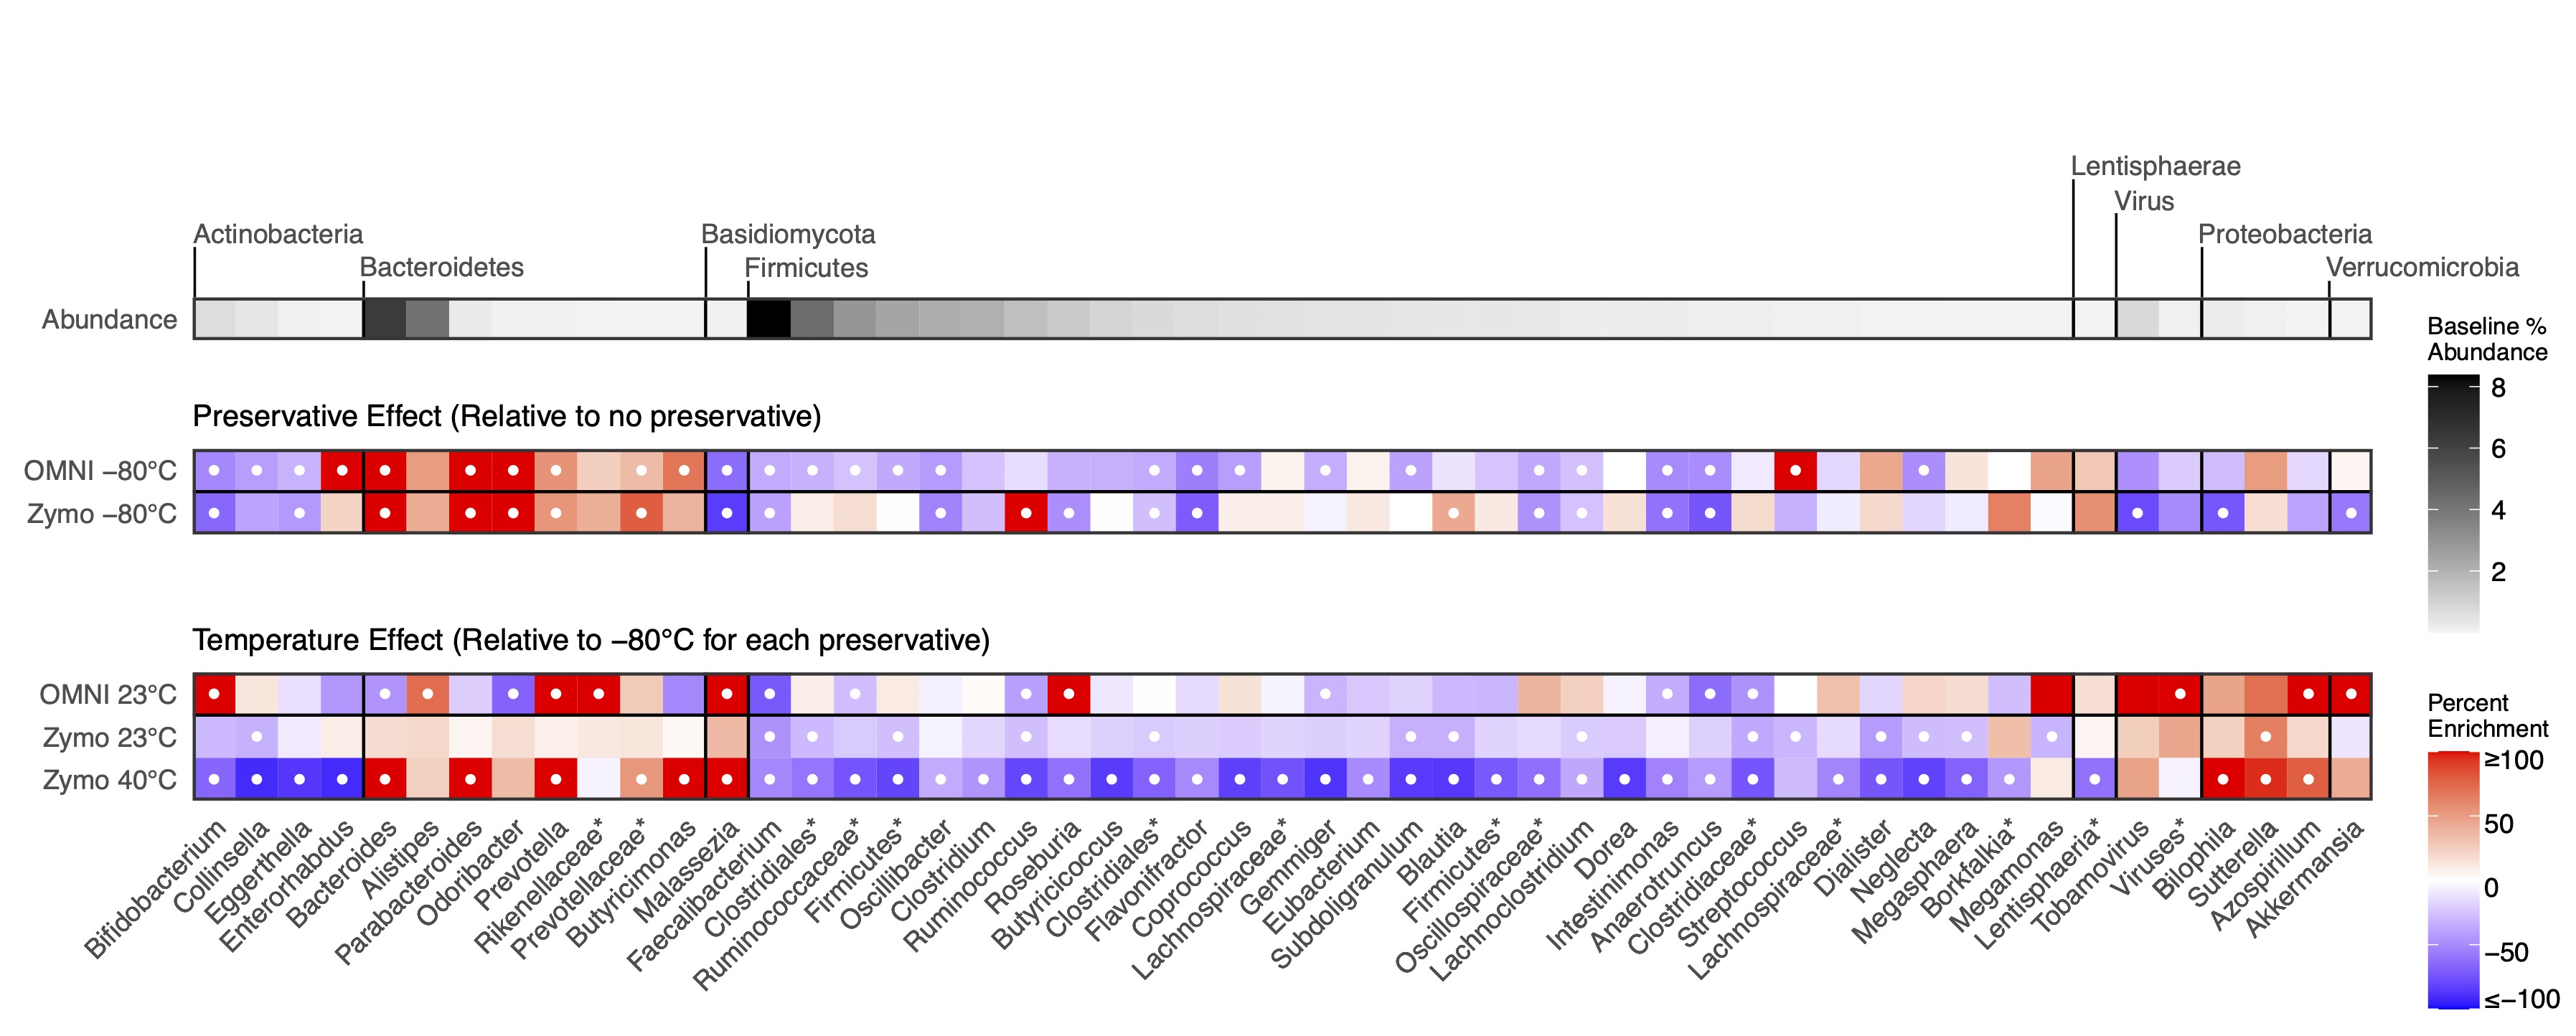 Lentisphaerae
Virus
Actinobacteria
Basidiomycota
Proteobacteria
Bacteroidetes
Firmicutes
Verrucomicrobia
Abundance
Baseline %
Abundance
8
6
4
2
Preservative Effect (Relative to no preservative)
OMNI −80°C
Zymo −80°C
Temperature Effect (Relative to −80°C for each preservative)
OMNI 23°C
Zymo 23°C
Zymo 40°C
Percent
Enrichment
≥100
50
0
−50
≤−100
Bifidobacterium
Collinsella
Eggerthella
Enterorhabdus
Bacteroides
Alistipes
Parabacteroides
Odoribacter
Prevotella
Rikenellaceae*
Prevotellaceae*
Butyricimonas
Malassezia
Faecalibacterium
Clostridiales*
Ruminococcaceae*
Firmicutes*
Oscillibacter
Clostridium
Ruminococcus
Roseburia
Butyricicoccus
Clostridiales*
Flavonifractor
Coprococcus
Lachnospiraceae*
Gemmiger
Eubacterium
Subdoligranulum
Blautia
Firmicutes*
Oscillospiraceae*
Lachnoclostridium
Dorea
Intestinimonas
Anaerotruncus
Clostridiaceae*
Streptococcus
Lachnospiraceae*
Dialister
Neglecta
Megasphaera
Borkfalkia*
Megamonas
Lentisphaeria*
Tobamovirus
Viruses*
Bilophila
Sutterella
Azospirillum
Akkermansia